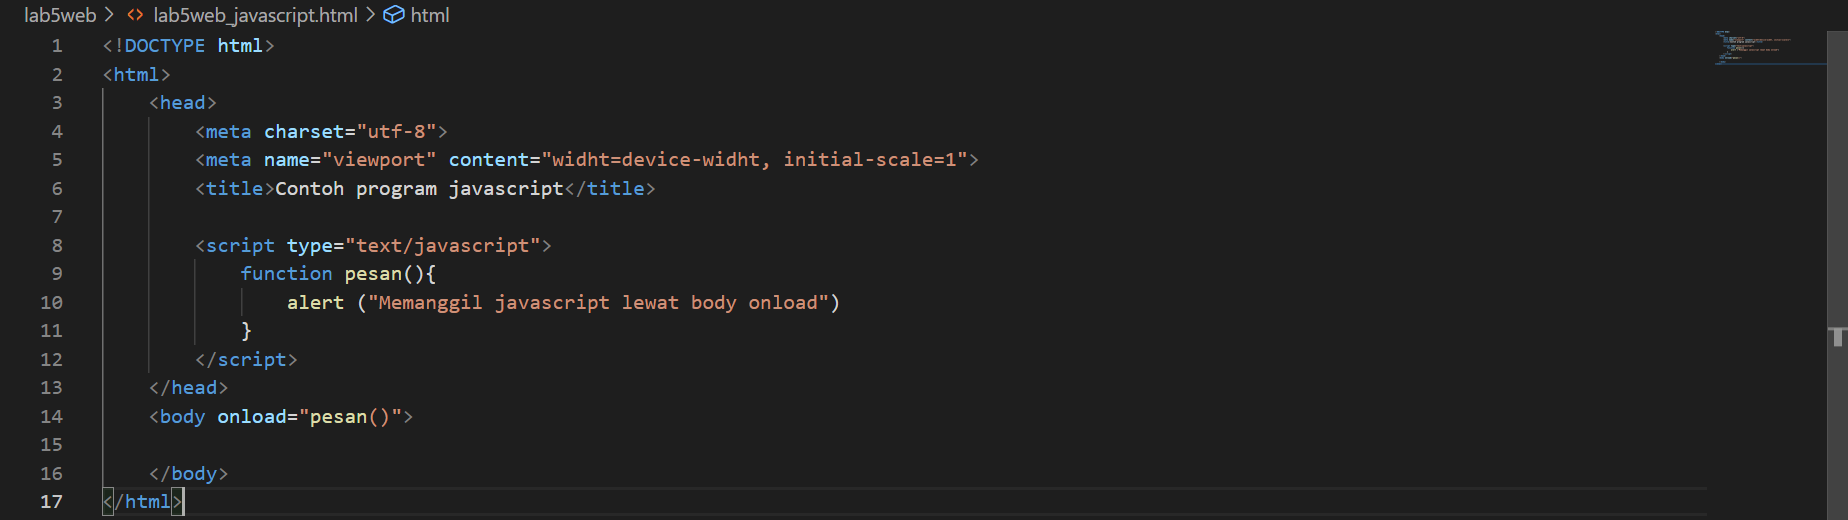 lab5web > <> lab5web_javascript.html > html
1 <!DOCTYPE html>
2 <html>
3 <head>
4 <meta charset="utf-8">
5 <meta name="viewport" content="widht=device-widht, initial-scale=1">
6 <title>Contoh program javascript</title>
7
8 <script type="text/javascript">
9 function pesan(){
10 alert ("Memanggil javascript lewat body onload")
11 }
12 </script>
13 </head>
14 <body onload="pesan()">
15
16 </body>
17 </html>